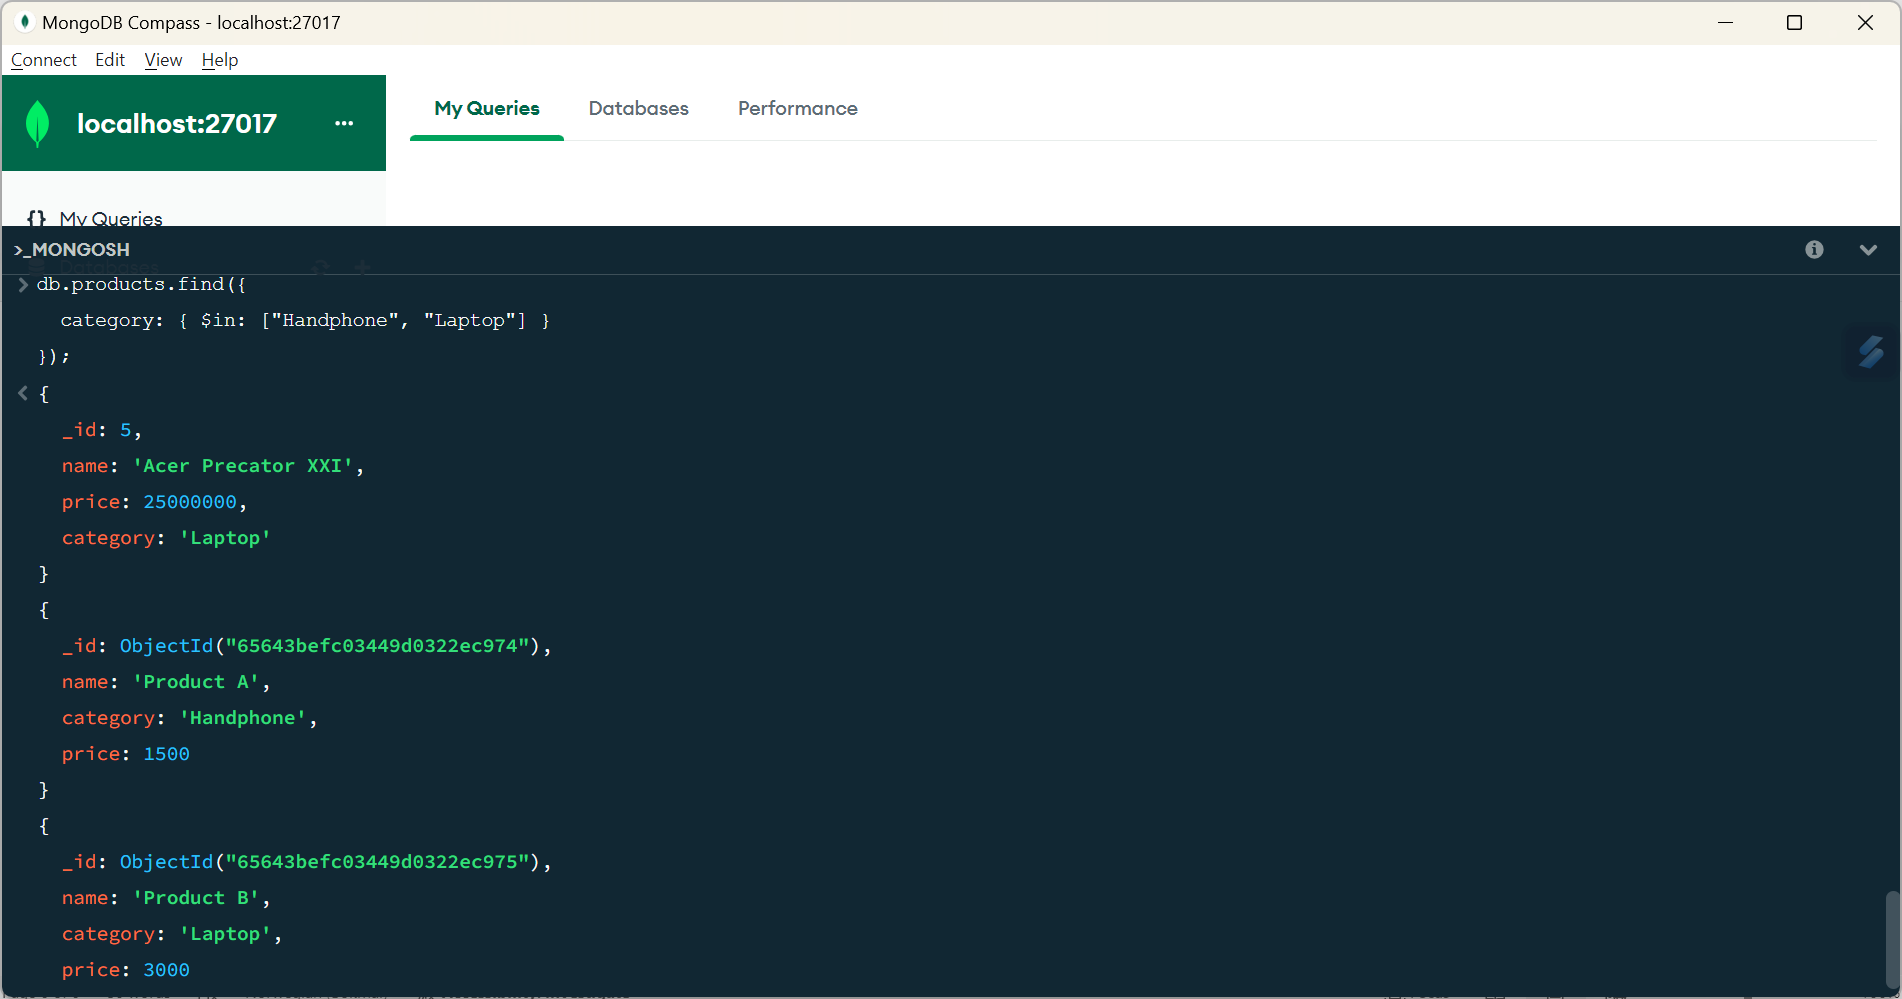 MongoDB Compass - localhost:27017
Connect Edit View Help
localhost:27017 ...
My Queries Databases Performance
{} My Queries
>_MONGOSH
Databases
> db.products.find({
category: { $in: ["Handphone", "Laptop"] }
});
< {
_id: 5,
name: 'Acer Precator XXI',
price: 25000000,
category: 'Laptop'
}
{
_id: ObjectId("65643befc03449d0322ec974"),
name: 'Product A',
category: 'Handphone',
price: 1500
}
{
_id: ObjectId("65643befc03449d0322ec975"),
name: 'Product B',
category: 'Laptop',
price: 3000